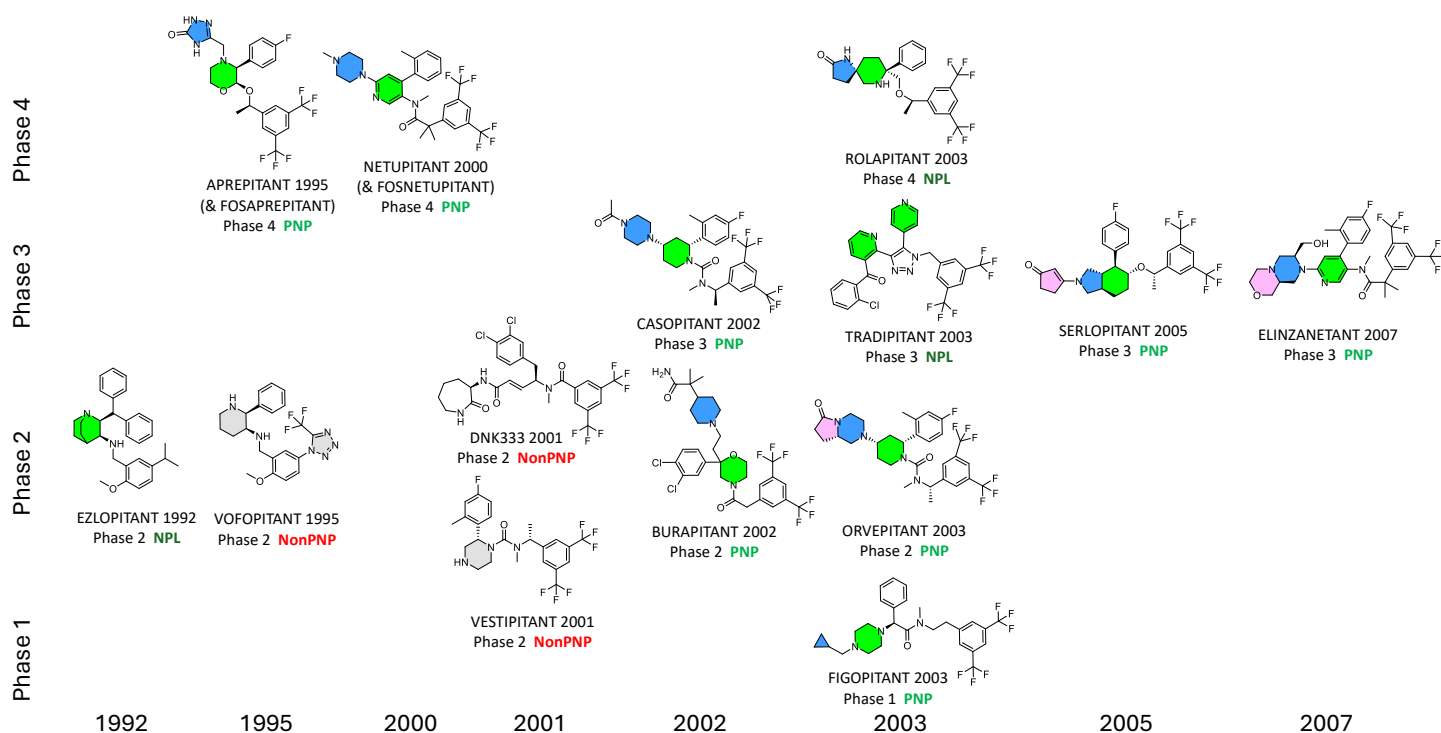 Phase 4
APREPITANT 1995
(& FOSAPREPITANT)
Phase 4 PNP
NETUPITANT 2000
(& FOSNETUPITANT)
Phase 4 PNP
ROLAPITANT 2003
Phase 4 NPL
Phase 3
CASOPITANT 2002
Phase 3 PNP
TRADIPITANT 2003
Phase 3 NPL
SERLOPITANT 2005
Phase 3 PNP
ELINZANETANT 2007
Phase 3 PNP
Phase 2
EZLOPITANT 1992
Phase 2 NPL
VOFOPITANT 1995
Phase 2 NonPNP
DNK333 2001
Phase 2 NonPNP
VESTIPITANT 2001
Phase 2 NonPNP
BURAPITANT 2002
Phase 2 PNP
ORVEPITANT 2003
Phase 2 PNP
Phase 1
FIGOPITANT 2003
Phase 1 PNP
1992 1995 2000 2001 2002 2003 2005 2007